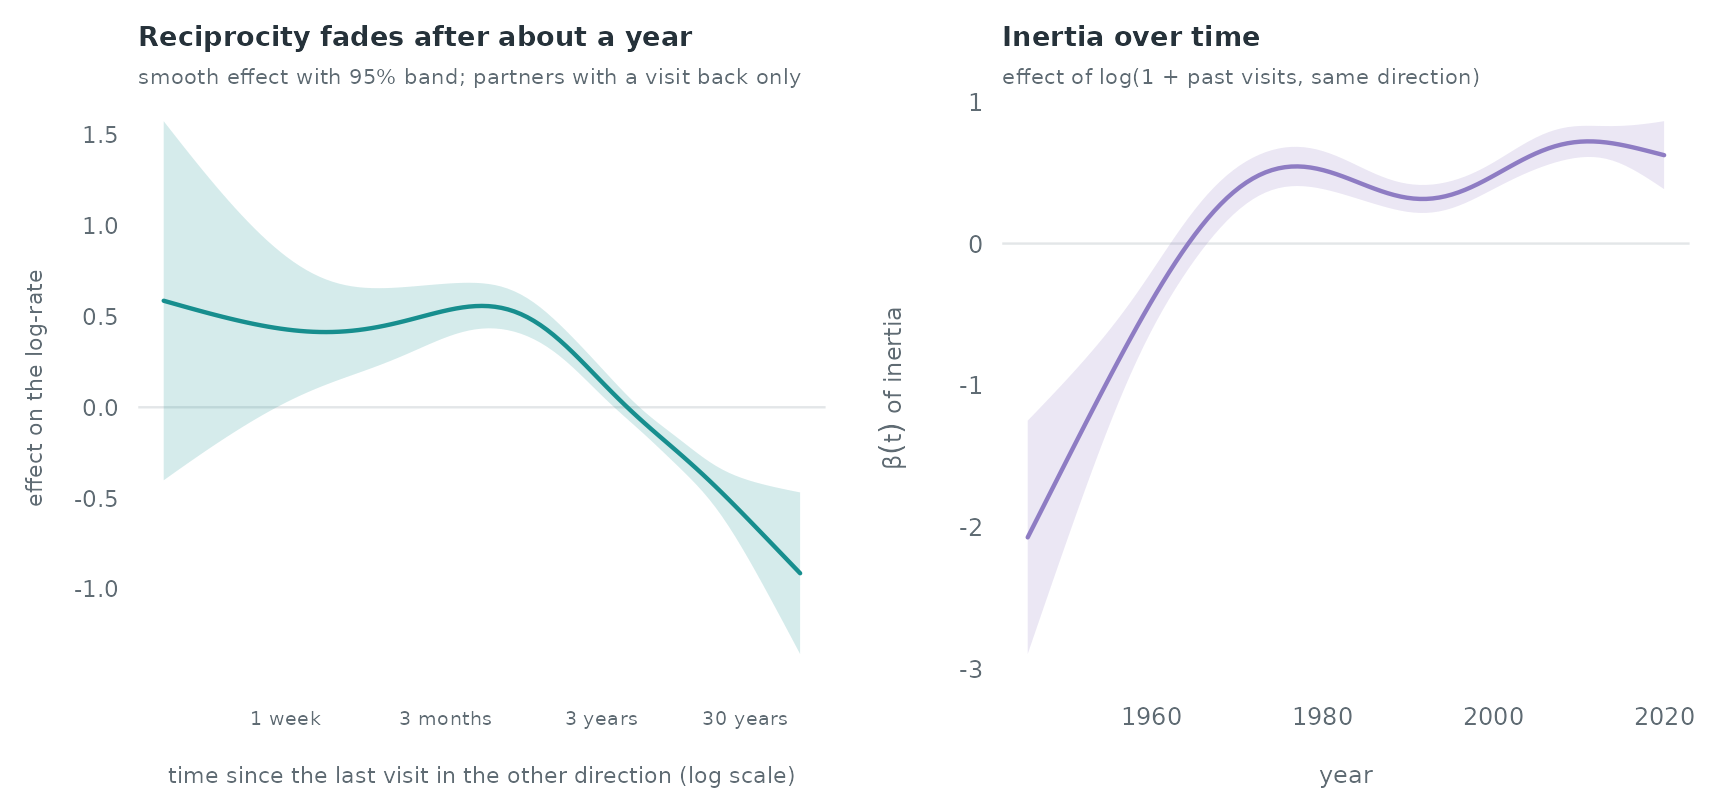 Reciprocity fades after about a year
smooth effect with 95% band; partners with a visit back only
1.5
1.0
0.5
0.0
-0.5
-1.0
effect on the log-rate
1 week
3 months
3 years
30 years
time since the last visit in the other direction (log scale)
Inertia over time
effect of log(1 + past visits, same direction)
1
0
-1
-2
-3
β(t) of inertia
1960
1980
2000
2020
year